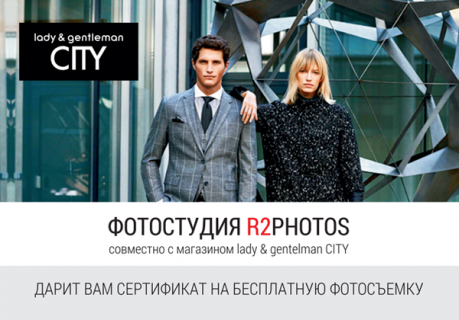 lady & gentleman
CITY
ФОТОСТУДИЯ R2PHOTOS
совместно с магазином lady & gentelman CITY
ДАРИТ ВАМ СЕРТИФИКАТ НА БЕСПЛАТНУЮ ФОТОСЪЕМКУ